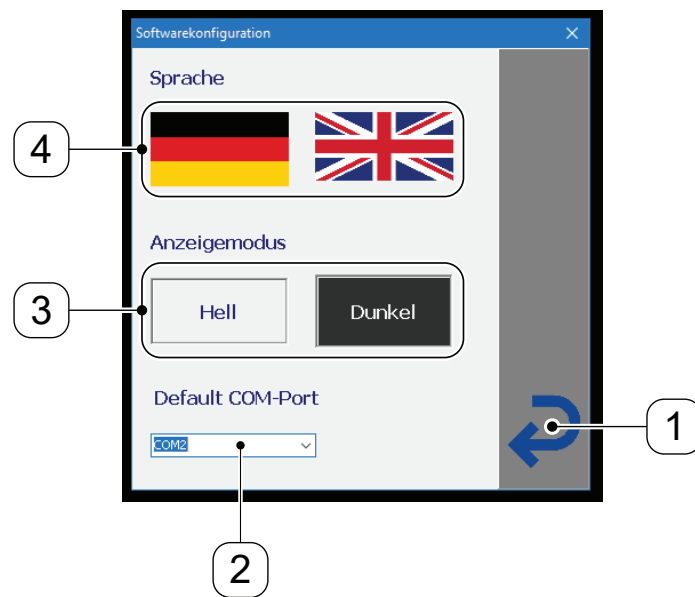 Softwarekonfiguration
Sprache
4
Anzeigemodus
3
Hell
Dunkel
Default COM-Port
1
COM2
2